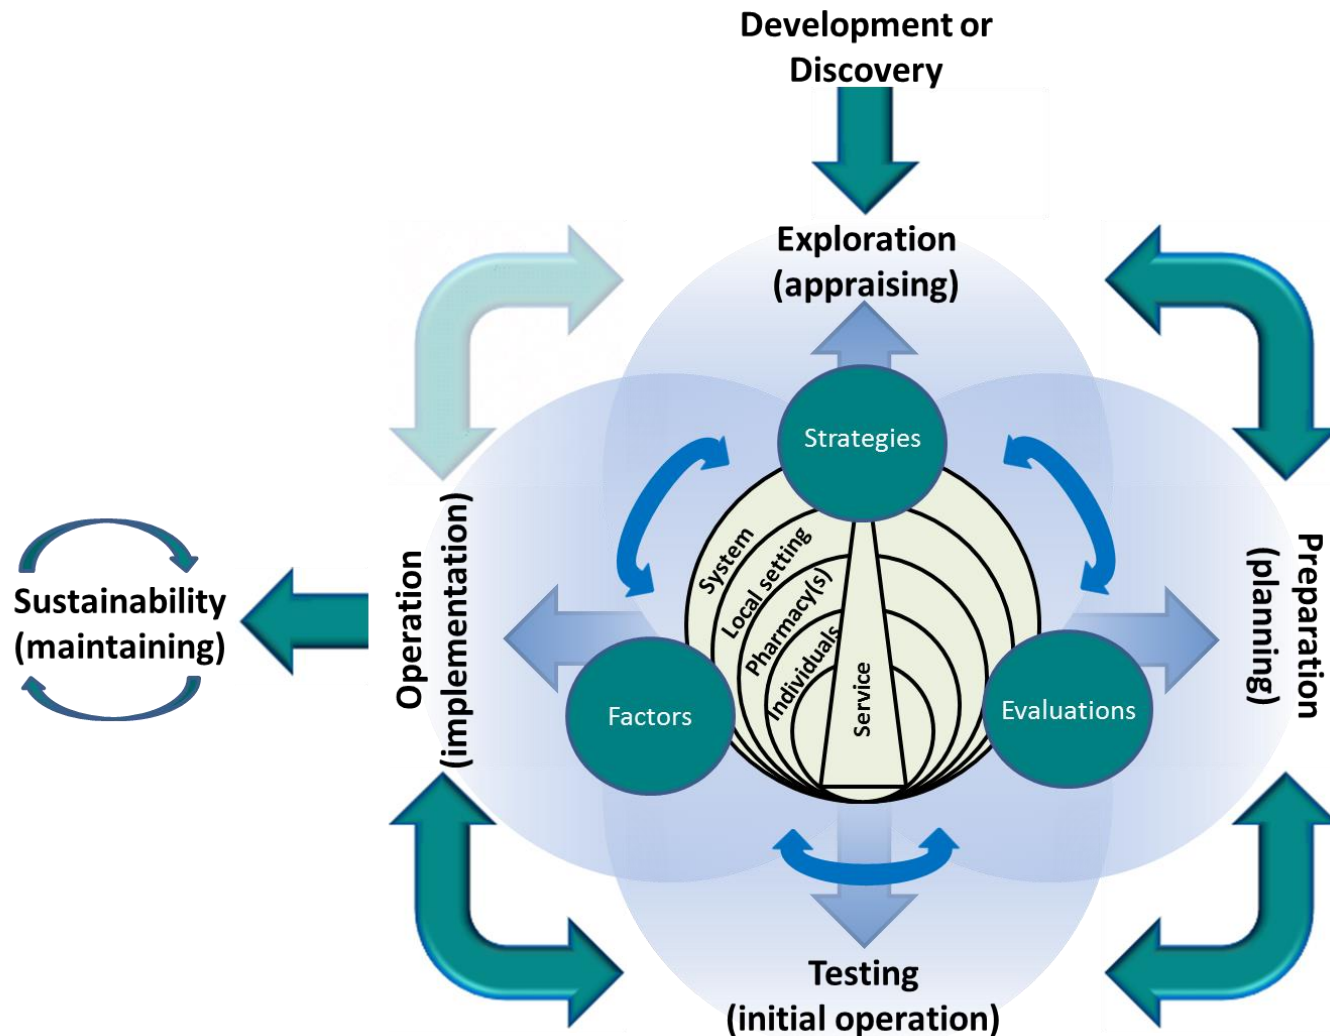 Development or
Discovery
Exploration
(appraising)
Strategies
System
Local setting
Pharmacy(s)
Individuals
Service
Factors
Evaluations
Operation
(implementation)
Preparation
(planning)
Sustainability
(maintaining)
Testing
(initial operation)